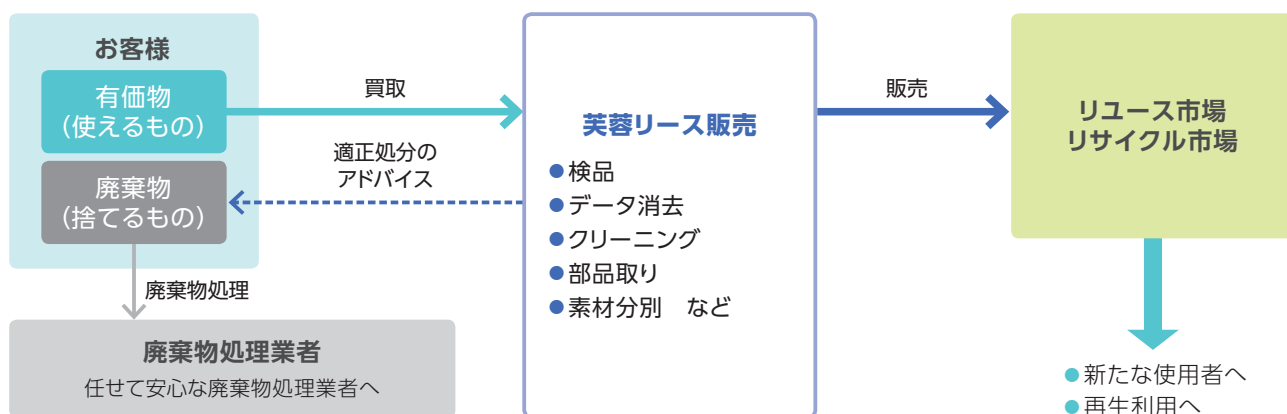 お客様
有価物
（使えるもの）
廃棄物
（捨てるもの）
買取
適正処分の
アドバイス
廃棄物処理
廃棄物処理業者
任せて安心な廃棄物処理業者へ
芙蓉リース販売
●検品
●データ消去
●クリーニング
●部品取り
●素材分別　など
販売
リユース市場
リサイクル市場
●新たな使用者へ
●再生利用へ